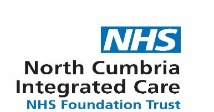 NHS
North Cumbria
Integrated Care
NHS Foundation Trust